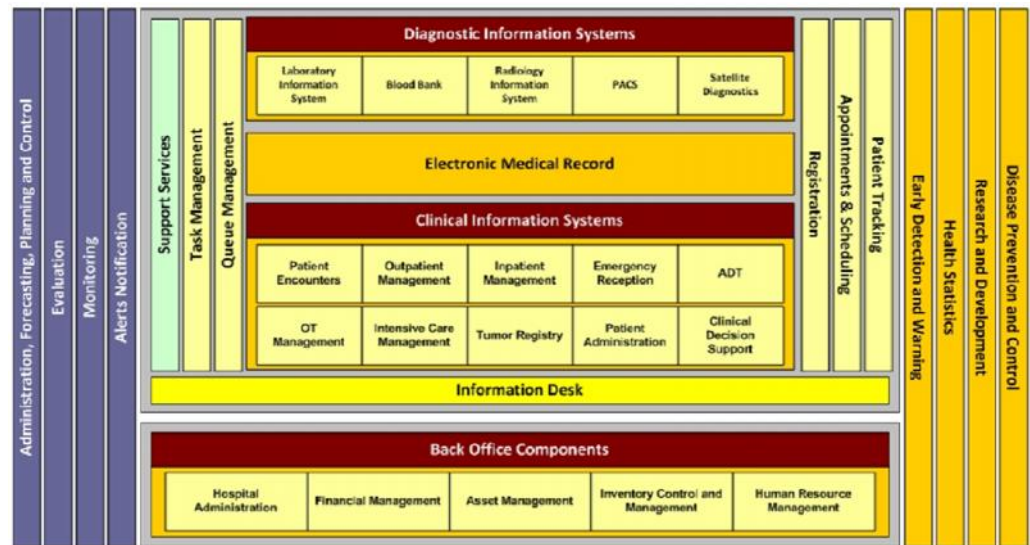 Administration, Forecasting, Planning and Control
Evaluation
Monitoring
Alerts Notification
Support Services
Task Management
Queue Management
Diagnostic Information Systems
Laboratory
Information
System
Blood Bank
Radiology
Information
System
PACS
Satellite
Diagnostics
Electronic Medical Record
Clinical Information Systems
Patient
Encounters
Outpatient
Management
Inpatient
Management
Emergency
Reception
ADT
OT
Management
Intensive Care
Management
Tumor Registry
Patient
Administration
Clinical
Decision
Support
Registration
Appointments & Scheduling
Patient Tracking
Information Desk
Early Detection and Warning
Health Statistics
Research and Development
Disease Prevention and Control
Back Office Components
Hospital
Administration
Financial Management
Asset Management
Inventory Control and
Management
Human Resource
Management